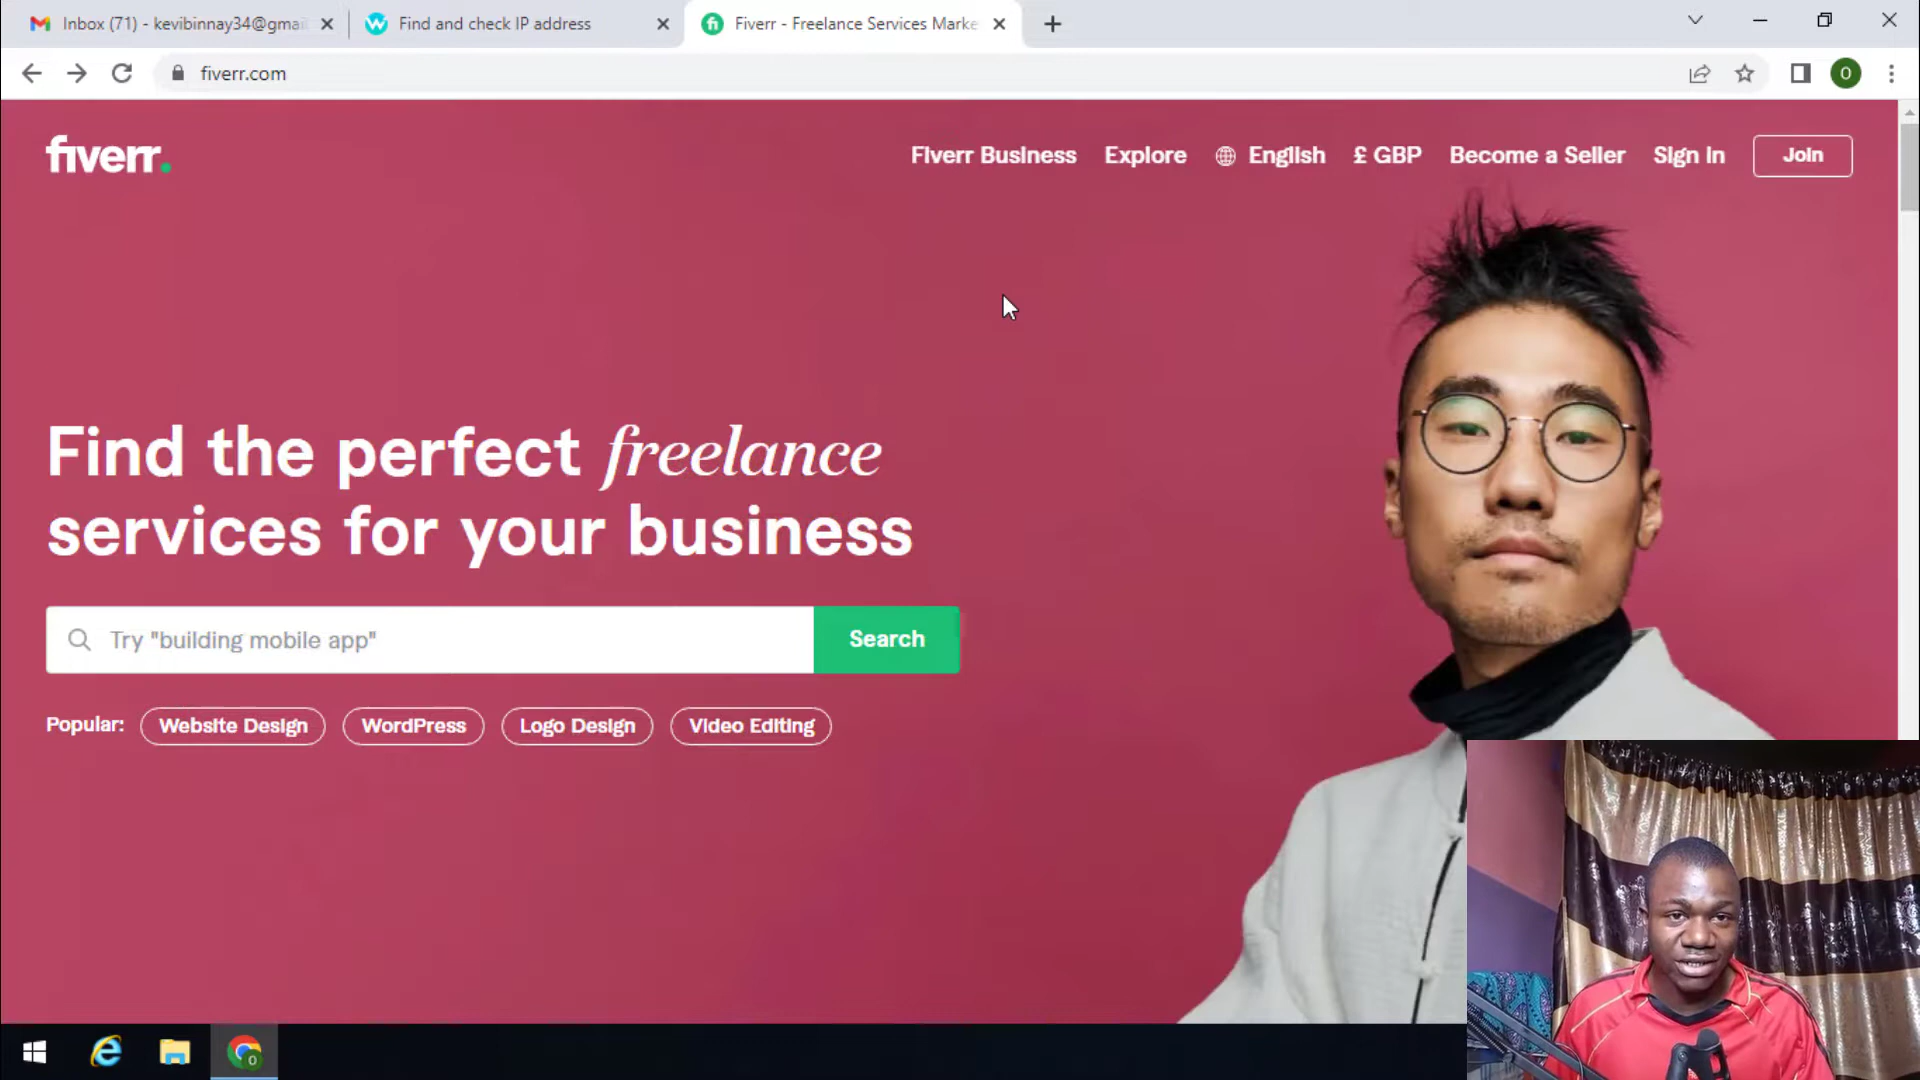 Inbox (71) - kevibinnay34@gmai
Find and check IP address
Fiverr - Freelance Services Marke
O
fiverr.com
fiverr.
Fiverr Business
Explore
English
£ GBP
Become a Seller
Sign In
Join
Find the perfect freelance
services for your business
Try "building mobile app"
Search
Popular:
Website Design
WordPress
Logo Design
Video Editing